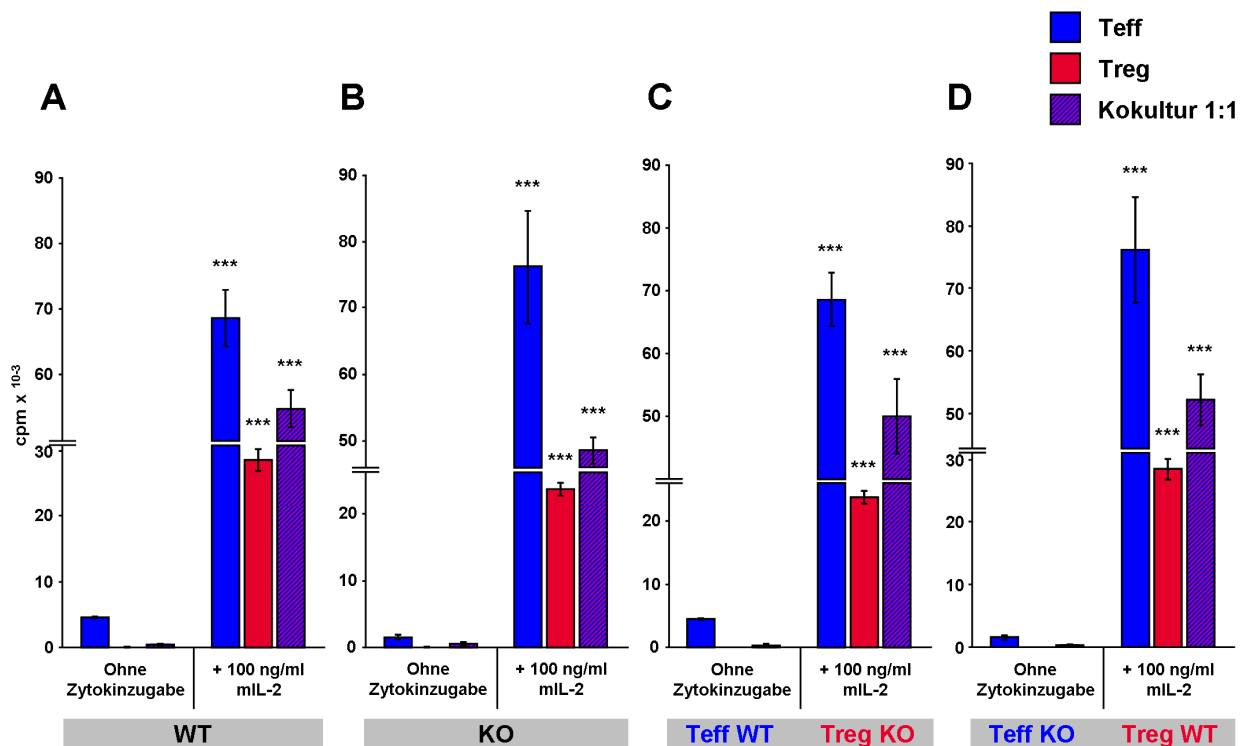 Teff
Treg
Kokultur 1:1
A
B
C
D
cpm x 10-3
90
80
70
60
30
20
10
0
***
***
***
Ohne
Zytokinzugabe
+ 100 ng/ml
mIL-2
WT
90
80
70
60
50
20
10
0
***
***
***
Ohne
Zytokinzugabe
+ 100 ng/ml
mIL-2
KO
90
80
70
60
50
20
10
0
***
***
***
Ohne
Zytokinzugabe
+ 100 ng/ml
mIL-2
Teff WT Treg KO
90
80
70
60
50
30
20
10
0
***
***
***
Ohne
Zytokinzugabe
+ 100 ng/ml
mIL-2
Teff KO Treg WT